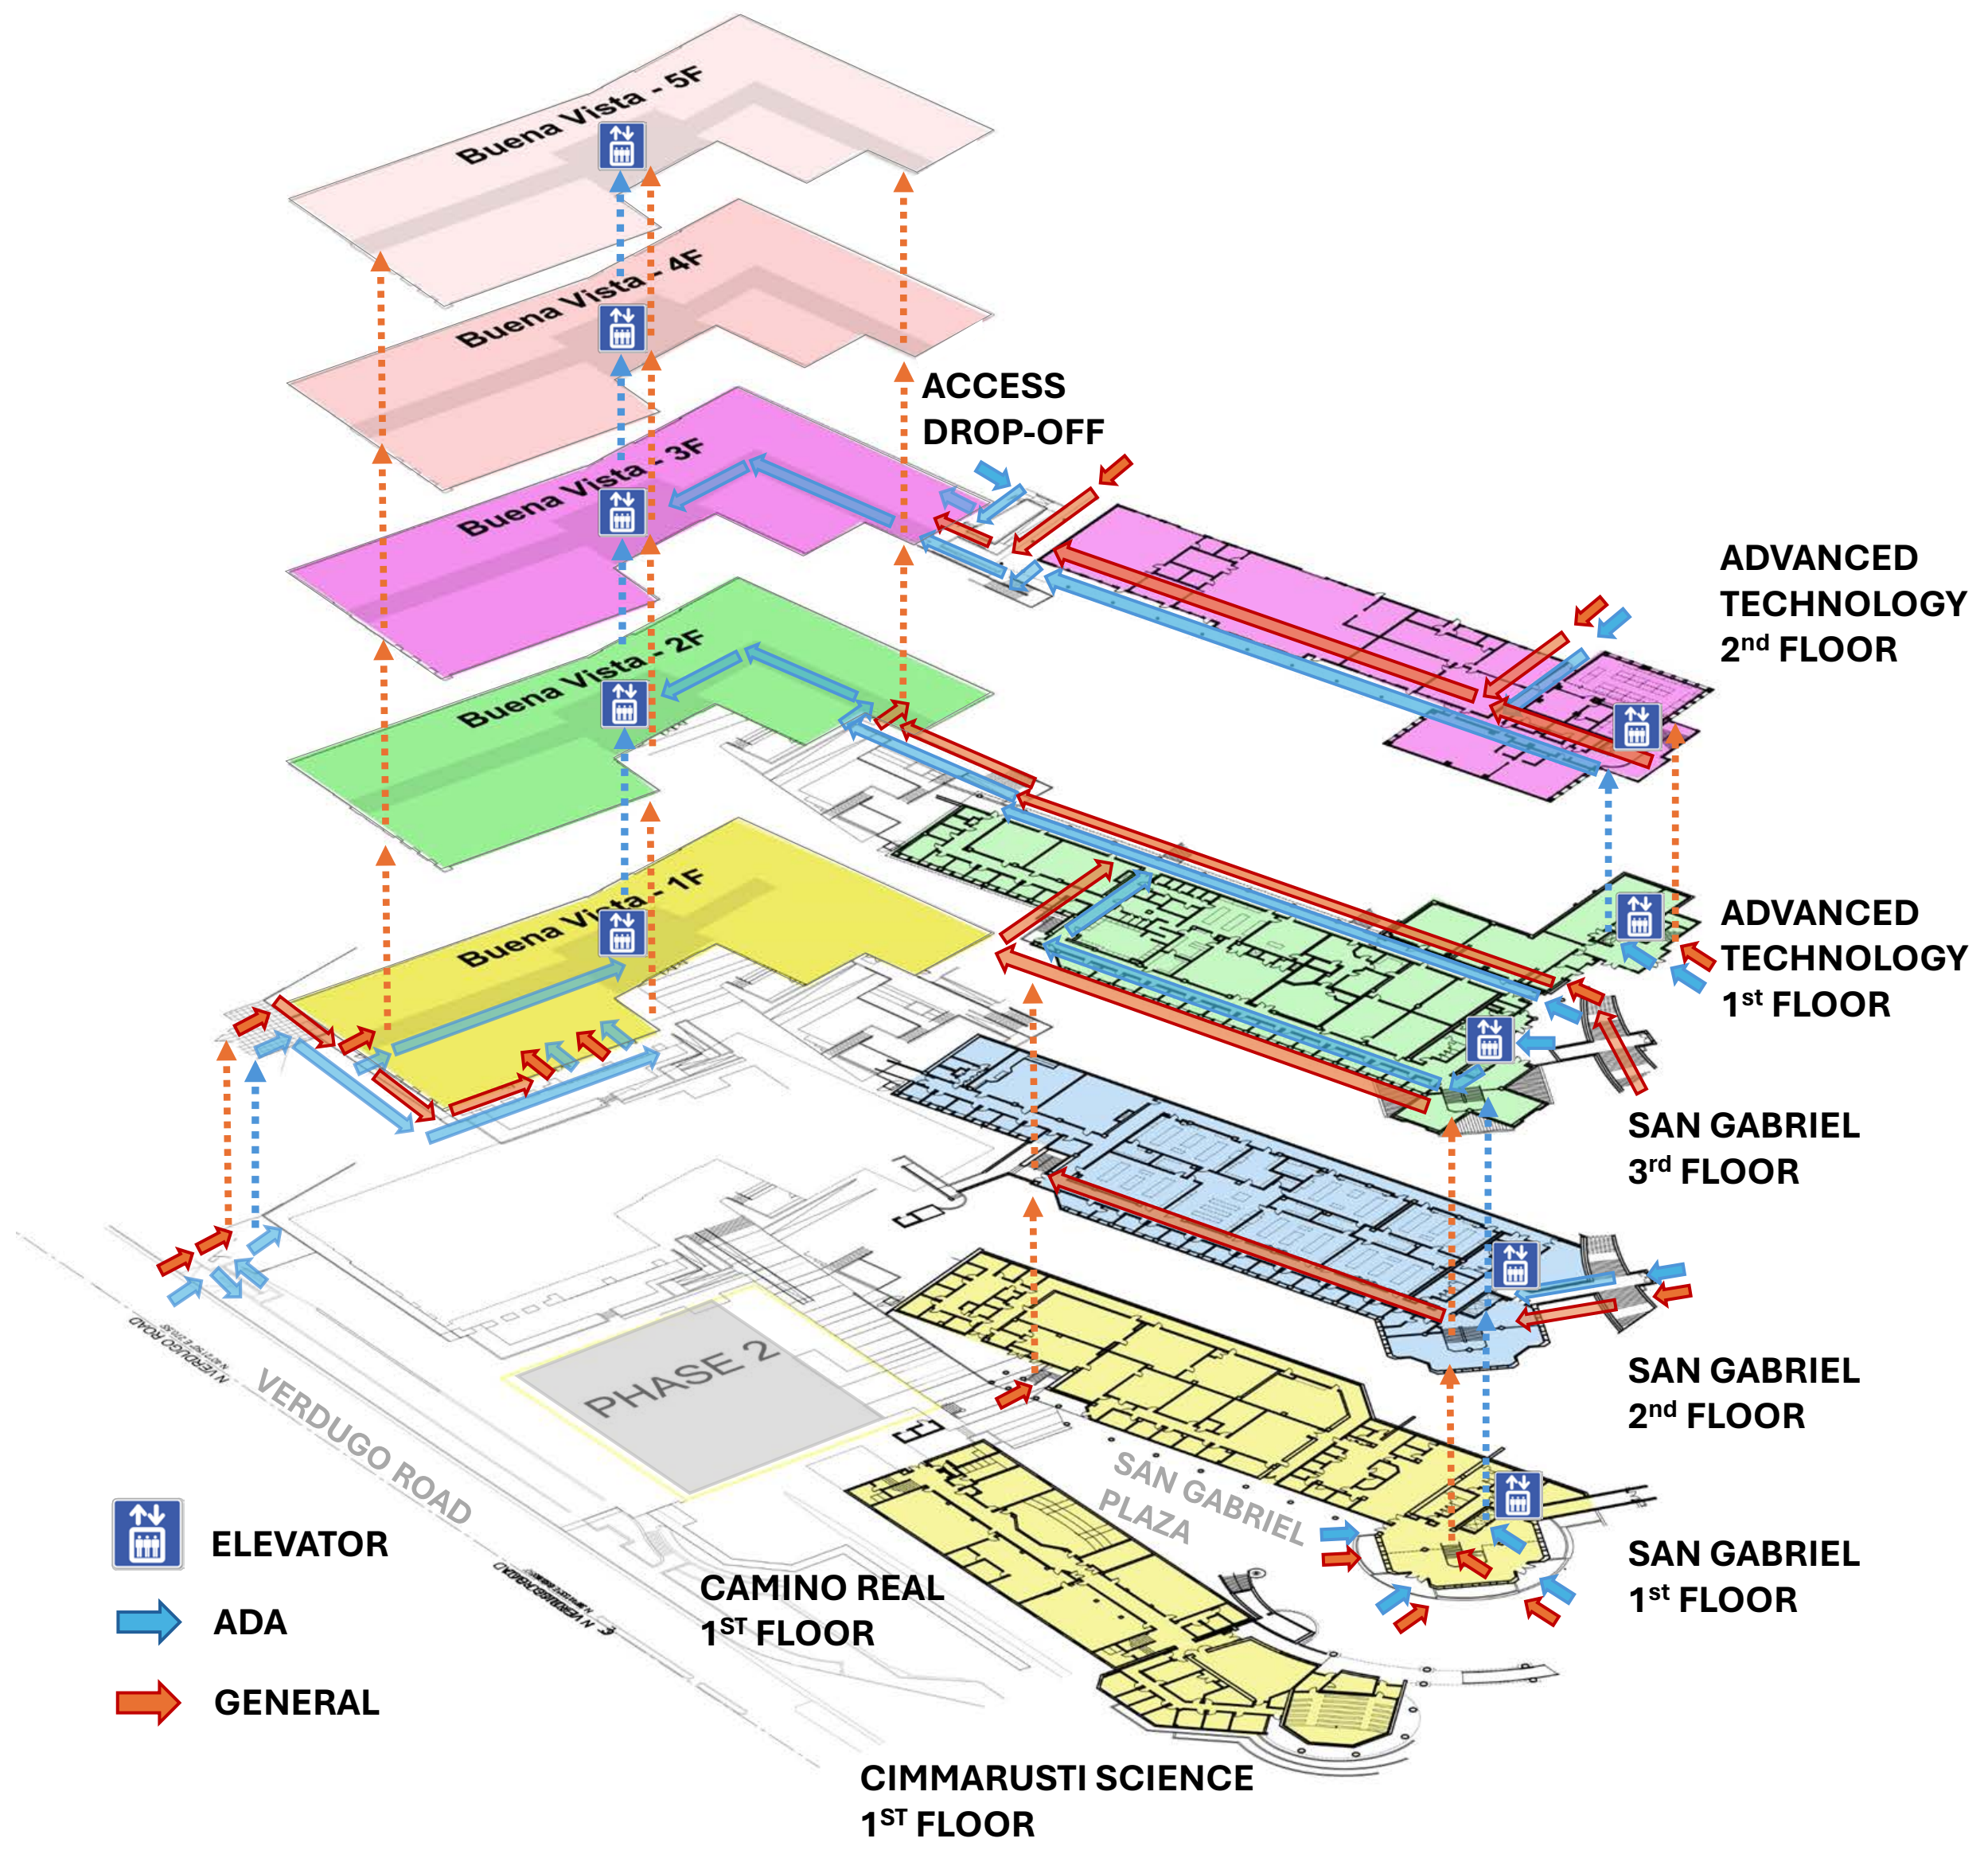 Buena Vista - 5F
Buena Vista - 4F
ACCESS
DROP-OFF
Buena Vista - 3F
ADVANCED
TECHNOLOGY
2nd FLOOR
Buena Vista - 2F
ADVANCED
TECHNOLOGY
1st FLOOR
Buena Vista - 1F
SAN GABRIEL
3rd FLOOR
SAN GABRIEL
2nd FLOOR
PHASE 2
N VERDUGO ROAD
VERDUGO ROAD
SAN GABRIEL
PLAZA
SAN GABRIEL
1st FLOOR
ELEVATOR
ADA
GENERAL
CAMINO REAL
1ST FLOOR
CIMMARUSTI SCIENCE
1ST FLOOR